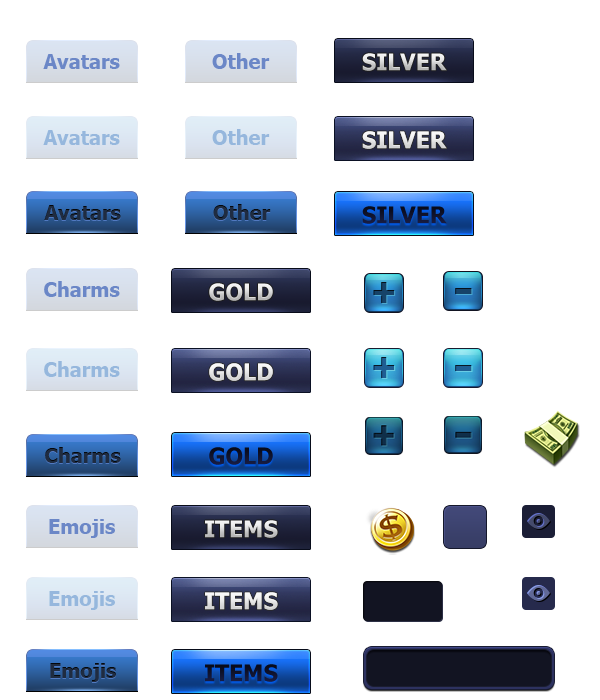 Avatars Other SILVER
Avatars Other SILVER
Avatars Other SILVER
Charms GOLD + −
Charms GOLD + −
Charms GOLD + −
Emojis ITEMS $
Emojis ITEMS
Emojis ITEMS